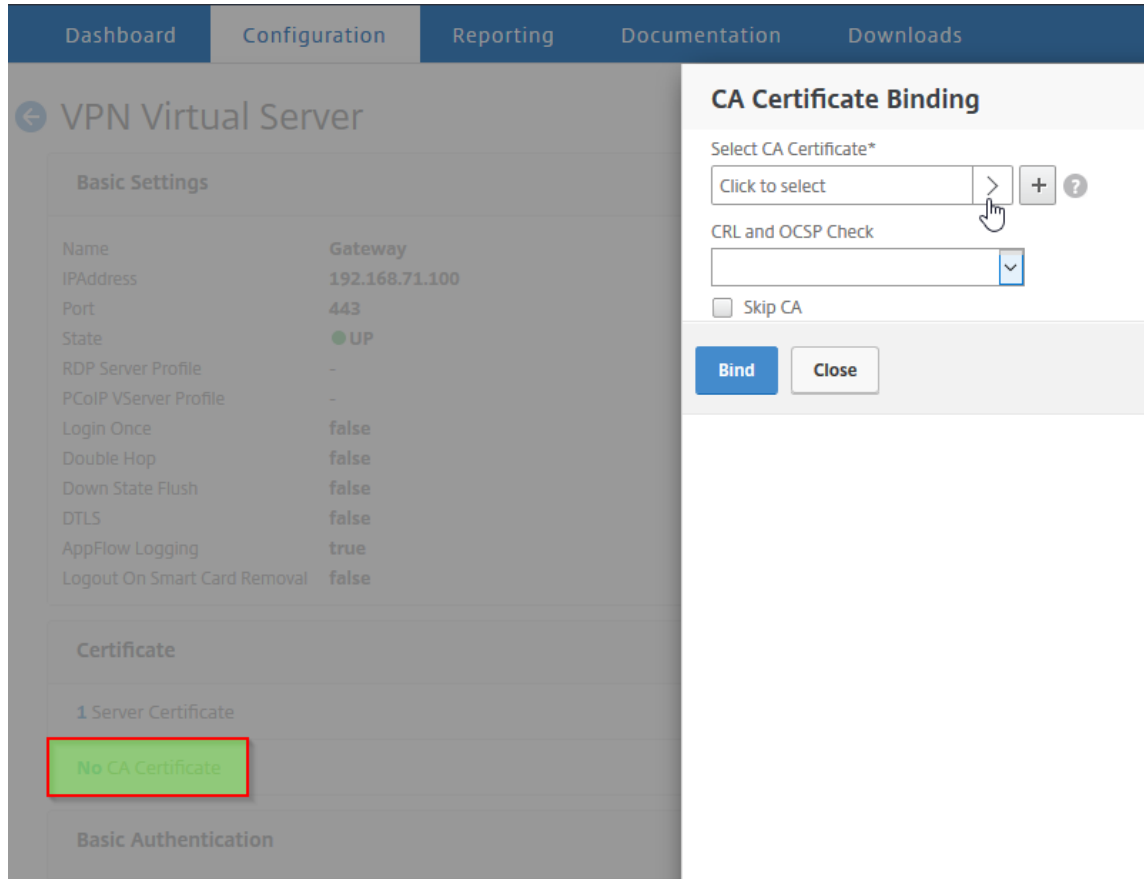 Dashboard Configuration Reporting Documentation Downloads
VPN Virtual Server
Basic Settings
Name Gateway
IPAddress 192.168.71.100
Port 443
State UP
RDP Server Profile -
PCoIP VServer Profile -
Login Once false
Double Hop false
Down State Flush false
DTLS false
AppFlow Logging true
Logout On Smart Card Removal false
Certificate
1 Server Certificate
No CA Certificate
Basic Authentication
CA Certificate Binding
Select CA Certificate*
Click to select > + ?
CRL and OCSP Check
Skip CA
Bind Close